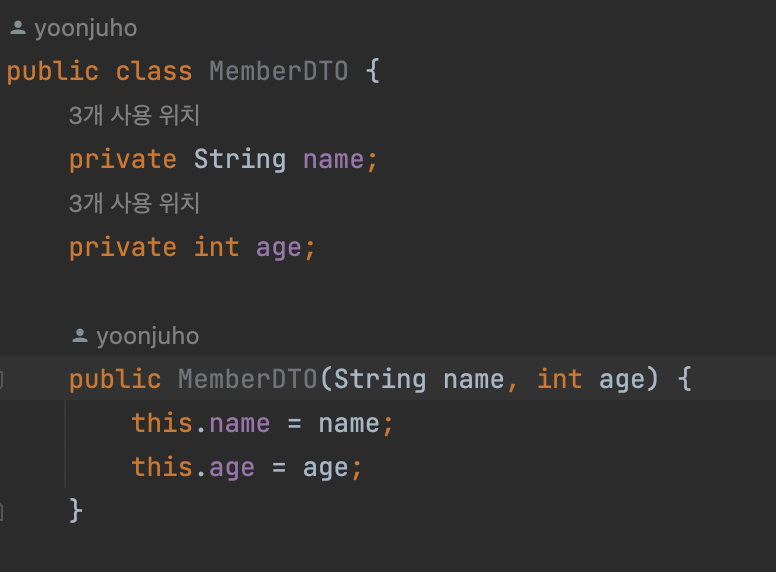 yoonjuho
public class MemberDTO {
3개 사용 위치
private String name;
3개 사용 위치
private int age;
yoonjuho
public MemberDTO(String name, int age) {
this.name = name;
this.age = age;
}